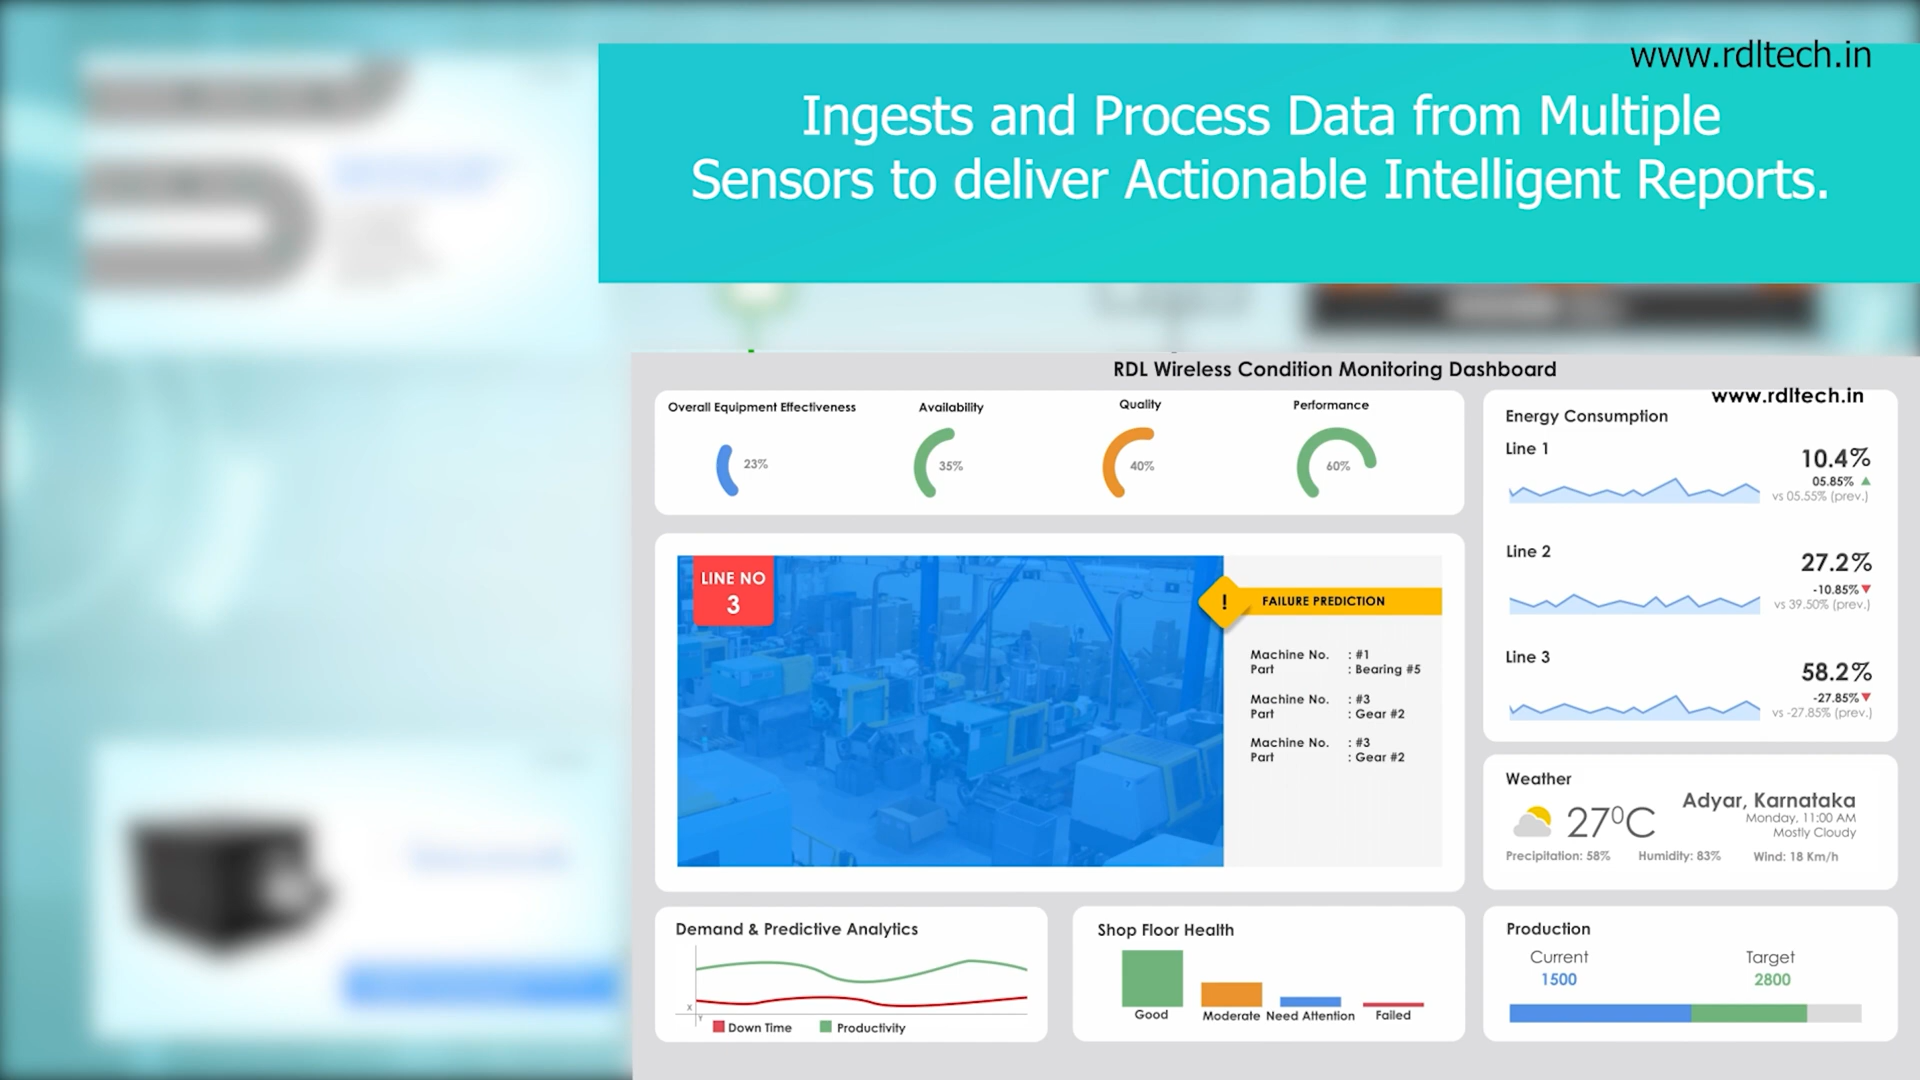 www.rdltech.in
Ingests and Process Data from Multiple
Sensors to deliver Actionable Intelligent Reports.
RDL Wireless Condition Monitoring Dashboard
www.rdltech.in
Overall Equipment Effectiveness
23%
Availability
35%
Quality
40%
Performance
60%
LINE NO
3
!
FAILURE PREDICTION
Machine No. : #1
Part : Bearing #5
Machine No. : #3
Part : Gear #2
Machine No. : #3
Part : Gear #2
Energy Consumption
Line 1
10.4%
05.85%
vs 05.55% (prev.)
Line 2
27.2%
-10.85%
vs 39.50% (prev.)
Line 3
58.2%
-27.85%
vs -27.85% (prev.)
Weather
27⁰C
Adyar, Karnataka
Monday, 11:00 AM
Mostly Cloudy
Precipitation: 58% Humidity: 83% Wind: 18 Km/h
Demand & Predictive Analytics
X
Y
Down Time Productivity
Shop Floor Health
Good Moderate Need Attention Failed
Production
Current Target
1500 2800